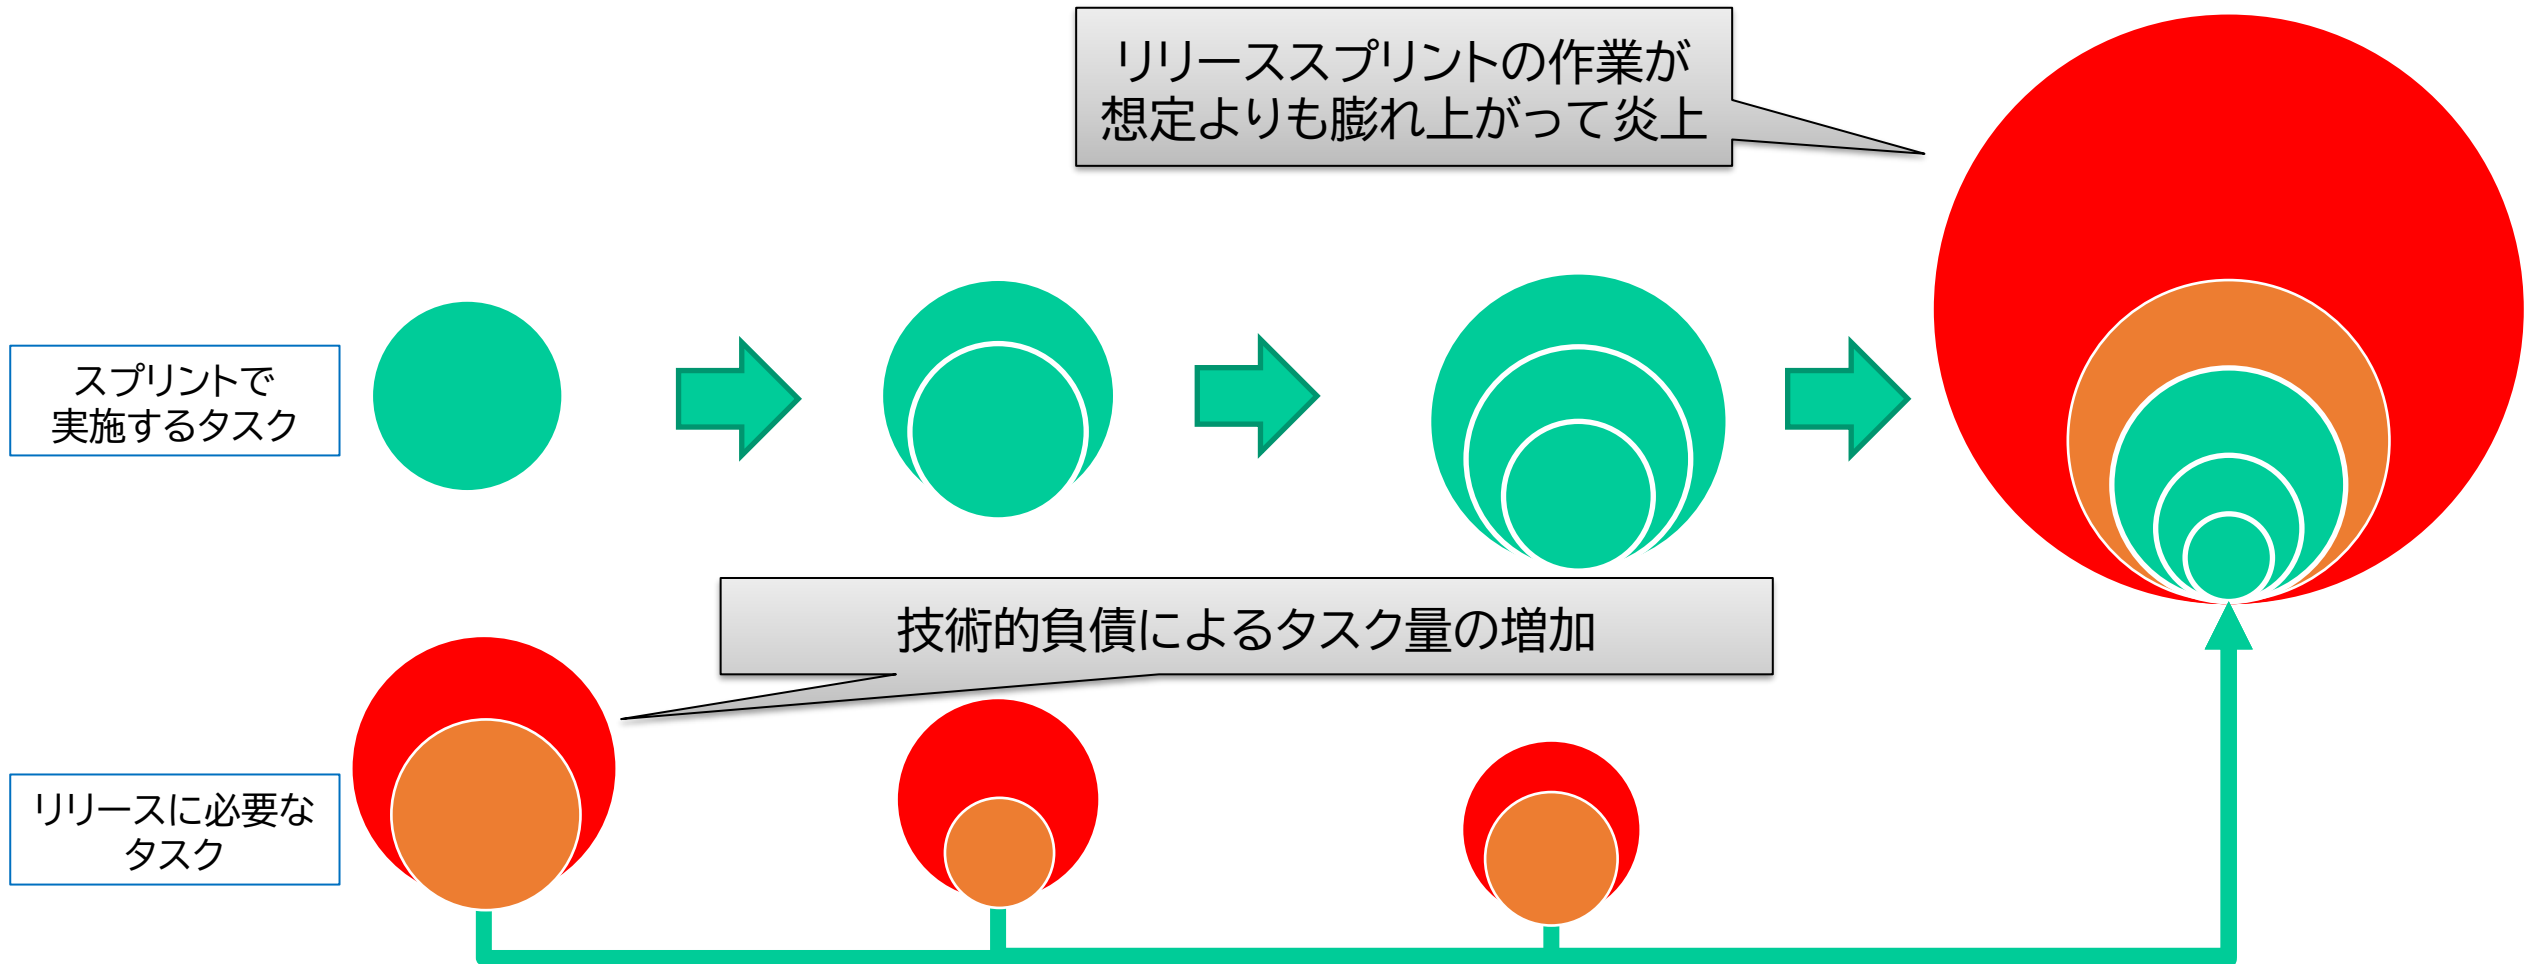 リリーススプリントの作業が
想定よりも膨れ上がって炎上
スプリントで
実施するタスク
技術的負債によるタスク量の増加
リリースに必要な
タスク